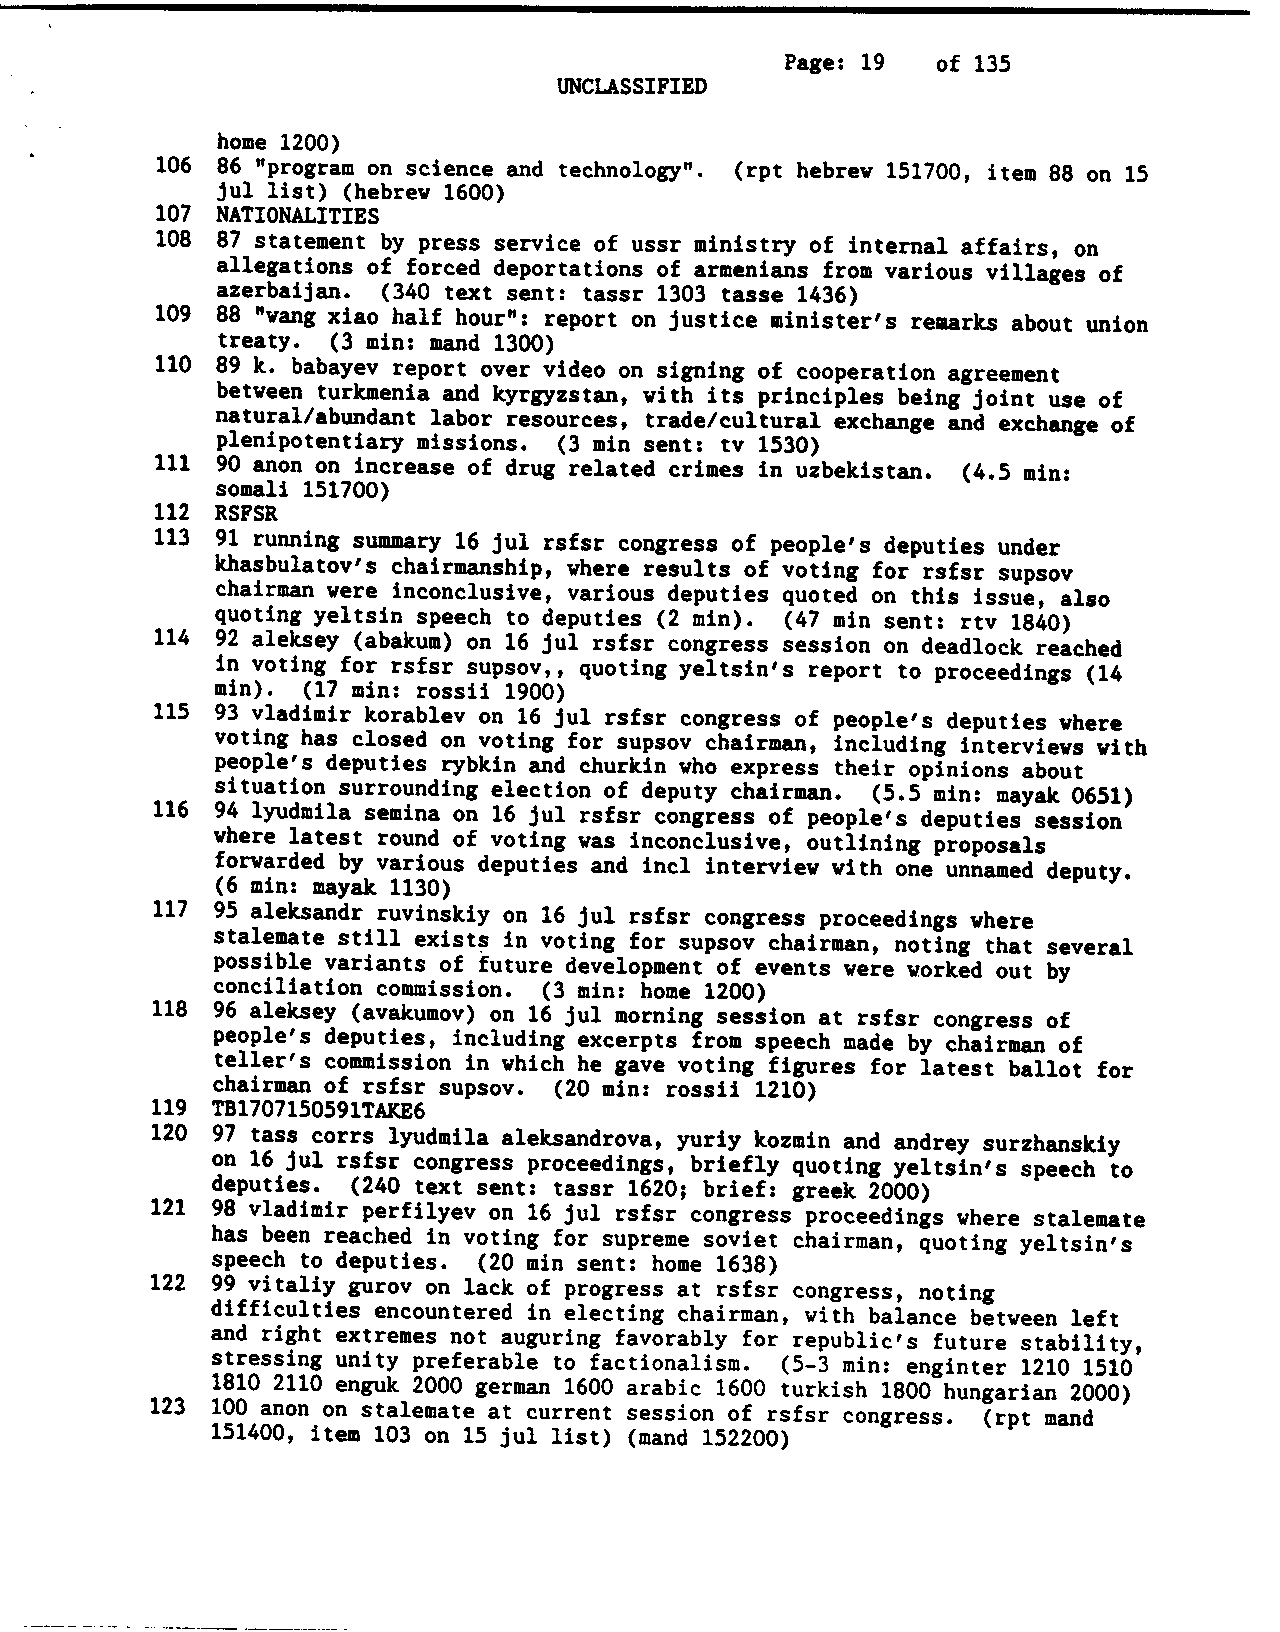 Page: 19 of 135
UNCLASSIFIED
home 1200)
106 86 "program on science and technology". (rpt hebrew 151700, item 88 on 15
jul list) (hebrew 1600)
107 NATIONALITIES
108 87 statement by press service of ussr ministry of internal affairs, on
allegations of forced deportations of armenians from various villages of
azerbaijan. (340 text sent: tassr 1303 tasse 1436)
109 88 "wang xiao half hour": report on justice minister's remarks about union
treaty. (3 min: mand 1300)
110 89 k. babayev report over video on signing of cooperation agreement
between turkmenia and kyrgyzstan, with its principles being joint use of
natural/abundant labor resources, trade/cultural exchange and exchange of
plenipotentiary missions. (3 min sent: tv 1530)
111 90 anon on increase of drug related crimes in uzbekistan. (4.5 min:
somali 151700)
112 RSFSR
113 91 running summary 16 jul rsfsr congress of people's deputies under
khasbulatov's chairmanship, where results of voting for rsfsr supsov
chairman were inconclusive, various deputies quoted on this issue, also
quoting yeltsin speech to deputies (2 min). (47 min sent: rtv 1840)
114 92 aleksey (abakum) on 16 jul rsfsr congress session on deadlock reached
in voting for rsfsr supsov,, quoting yeltsin's report to proceedings (14
min). (17 min: rossii 1900)
115 93 vladimir korablev on 16 jul rsfsr congress of people's deputies where
voting has closed on voting for supsov chairman, including interviews with
people's deputies rybkin and churkin who express their opinions about
situation surrounding election of deputy chairman. (5.5 min: mayak 0651)
116 94 lyudmila semina on 16 jul rsfsr congress of people's deputies session
where latest round of voting was inconclusive, outlining proposals
forwarded by various deputies and incl interview with one unnamed deputy.
(6 min: mayak 1130)
117 95 aleksandr ruvinskiy on 16 jul rsfsr congress proceedings where
stalemate still exists in voting for supsov chairman, noting that several
possible variants of future development of events were worked out by
conciliation commission. (3 min: home 1200)
118 96 aleksey (avakumov) on 16 jul morning session at rsfsr congress of
people's deputies, including excerpts from speech made by chairman of
teller's commission in which he gave voting figures for latest ballot for
chairman of rsfsr supsov. (20 min: rossii 1210)
119 TB1707150591TAKE6
120 97 tass corrs lyudmila aleksandrova, yuriy kozmin and andrey surzhanskiy
on 16 jul rsfsr congress proceedings, briefly quoting yeltsin's speech to
deputies. (240 text sent: tassr 1620; brief: greek 2000)
121 98 vladimir perfilyev on 16 jul rsfsr congress proceedings where stalemate
has been reached in voting for supreme soviet chairman, quoting yeltsin's
speech to deputies. (20 min sent: home 1638)
122 99 vitaliy gurov on lack of progress at rsfsr congress, noting
difficulties encountered in electing chairman, with balance between left
and right extremes not auguring favorably for republic's future stability,
stressing unity preferable to factionalism. (5-3 min: enginter 1210 1510
1810 2110 enguk 2000 german 1600 arabic 1600 turkish 1800 hungarian 2000)
123 100 anon on stalemate at current session of rsfsr congress. (rpt mand
151400, item 103 on 15 jul list) (mand 152200)